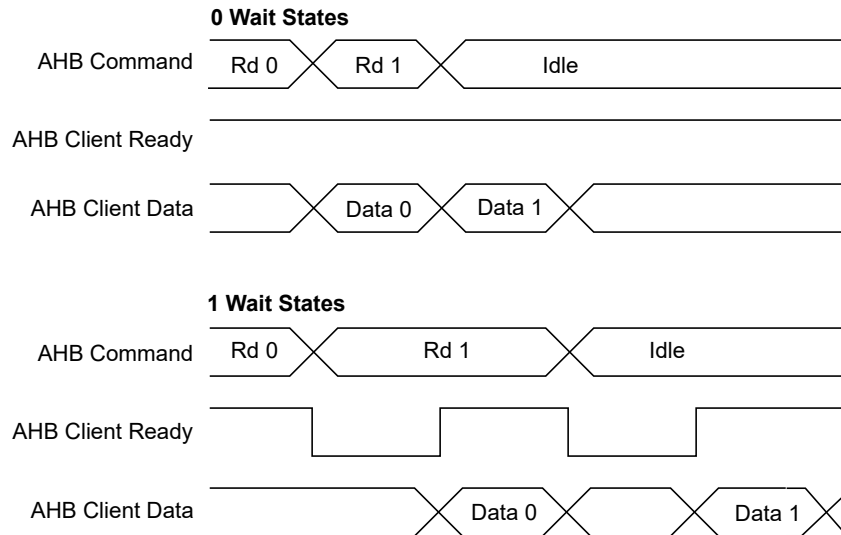 0 Wait States
AHB Command Rd 0 Rd 1 Idle
AHB Client Ready
AHB Client Data Data 0 Data 1
1 Wait States
AHB Command Rd 0 Rd 1 Idle
AHB Client Ready
AHB Client Data Data 0 Data 1